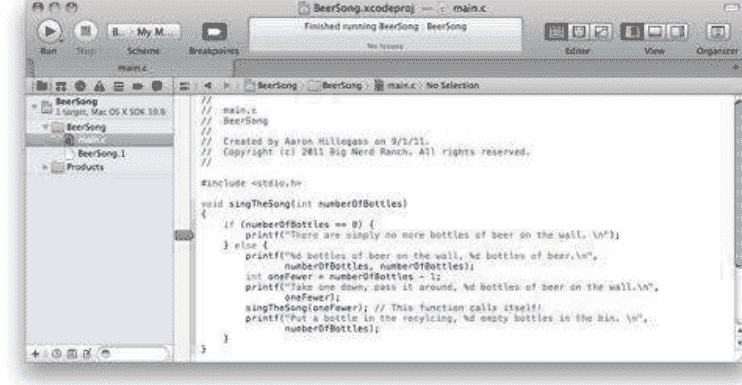 BeerSong.xcodeproj — main.c
Finished running BeerSong : BeerSong
No Issues
B... › My M...
Run Stop Scheme Breakpoints Editor View Organizer
main.c
BeerSong › BeerSong › main.c › No Selection
BeerSong
1 target, Mac OS X SDK 10.6
BeerSong
main.c
BeerSong.1
Products
//
// main.c
// BeerSong
//
// Created by Aaron Hillegass on 9/1/11.
// Copyright (c) 2011 Big Nerd Ranch. All rights reserved.
//
#include <stdio.h>
void singTheSong(int numberOfBottles)
{
if (numberOfBottles == 0) {
printf("There are simply no more bottles of beer on the wall. \n");
} else {
printf("%d bottles of beer on the wall, %d bottles of beer.\n",
numberOfBottles, numberOfBottles);
int oneFewer = numberOfBottles - 1;
printf("Take one down, pass it around, %d bottles of beer on the wall.\n",
oneFewer);
singTheSong(oneFewer); // This function calls itself!
printf("Put a bottle in the recylcing, %d empty bottles in the bin. \n",
numberOfBottles);
}
}